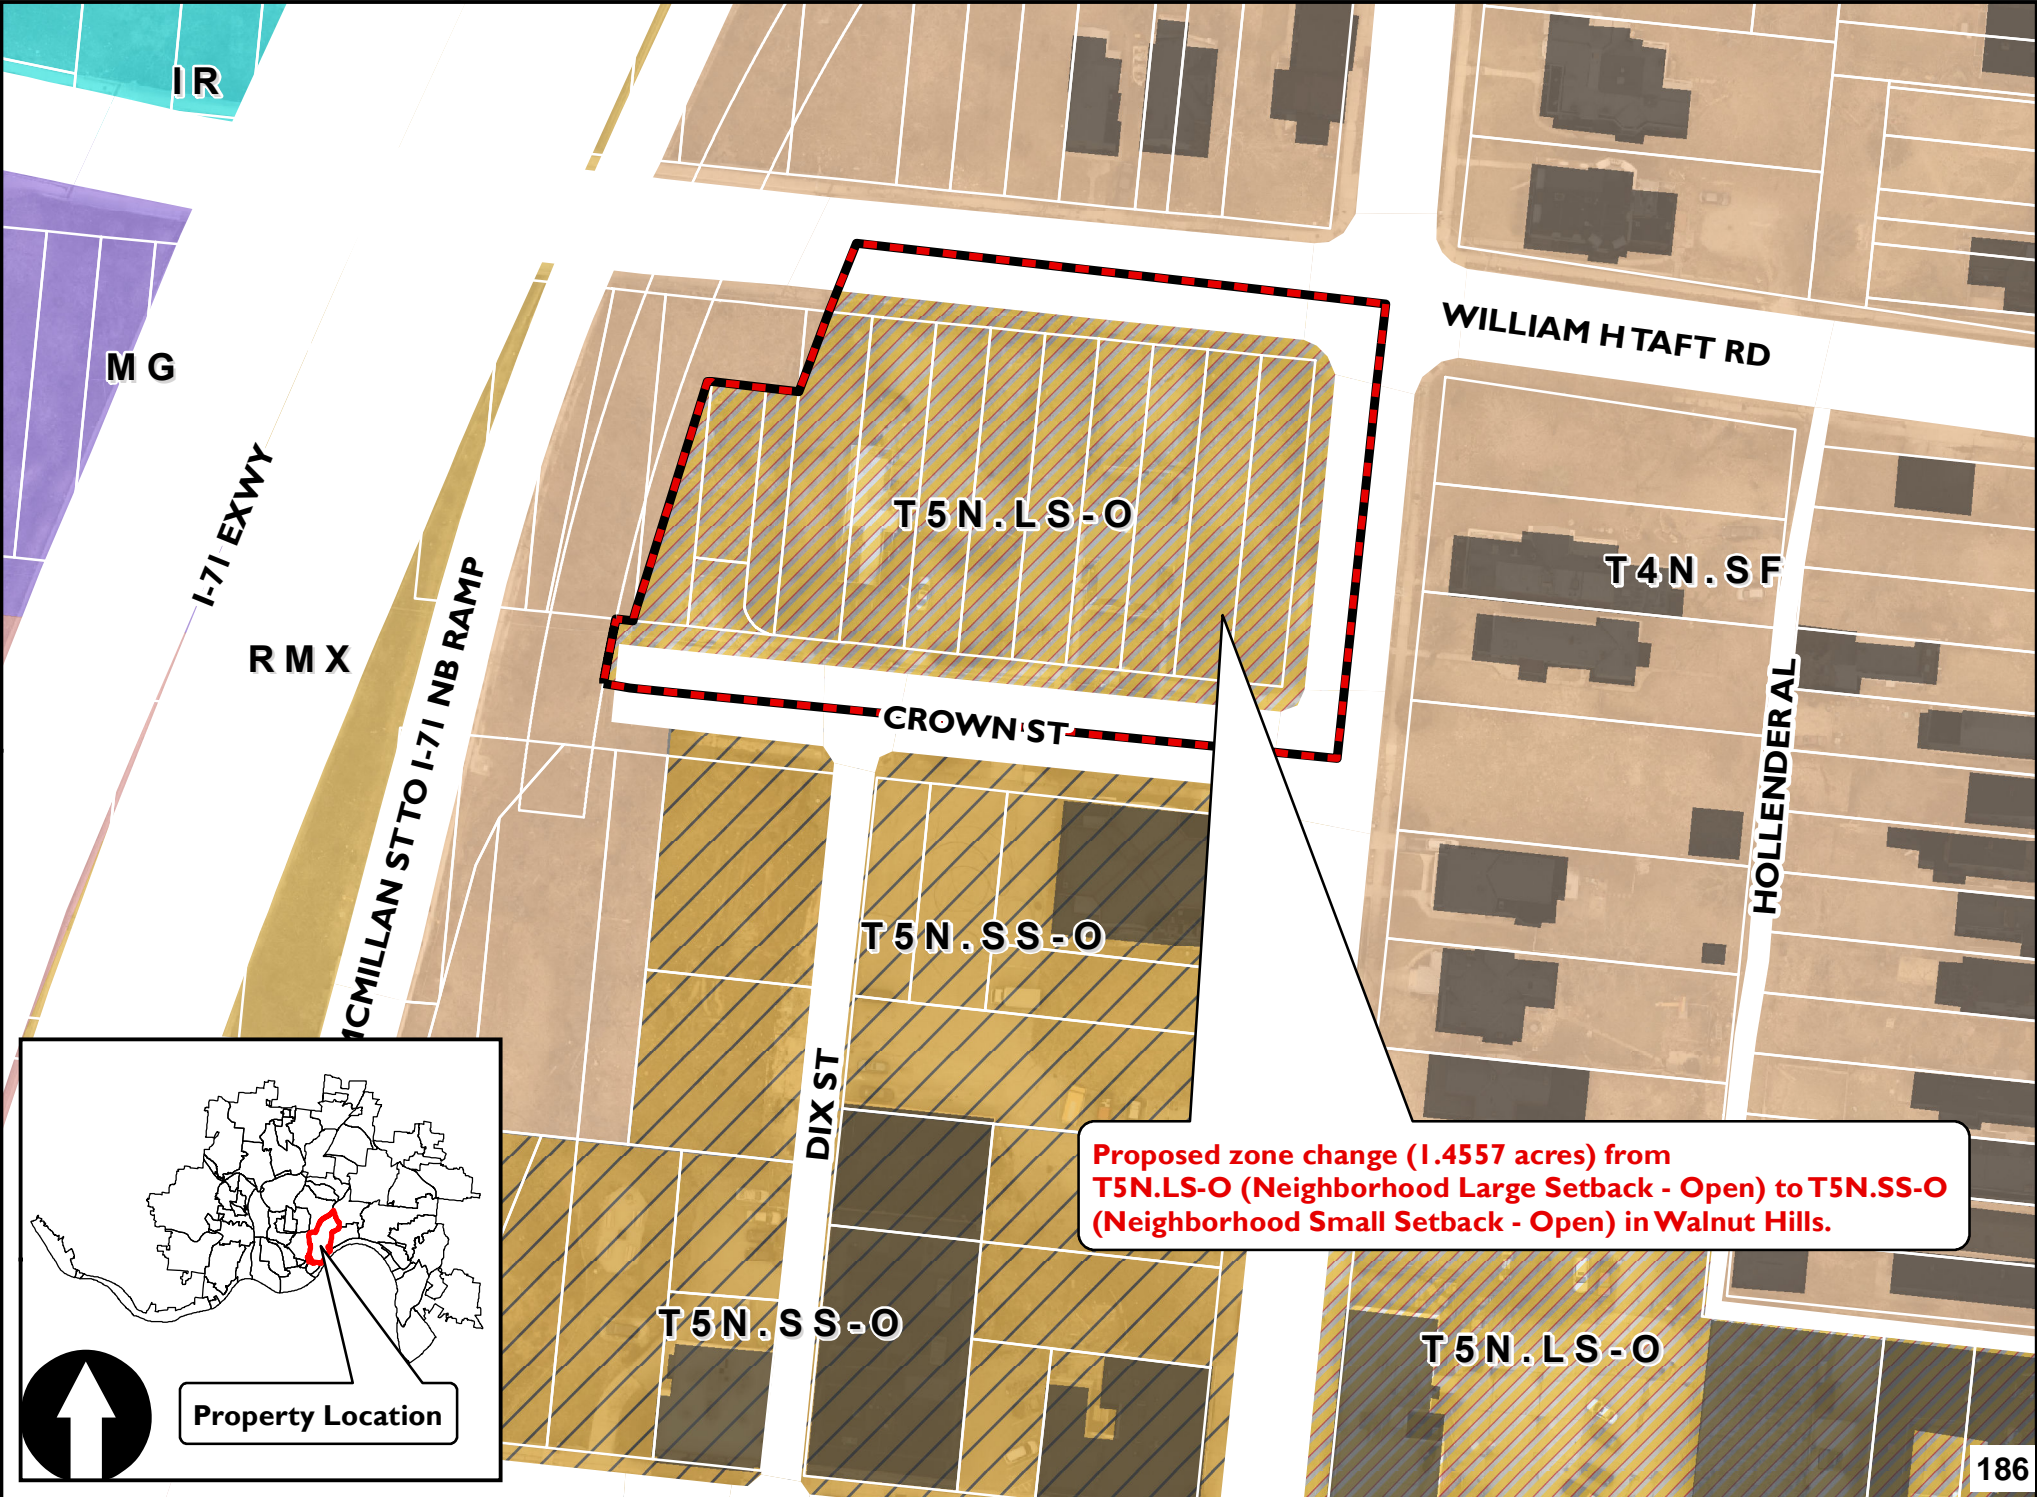 IR
MG
WILLIAM H TAFT RD
I-71 EXWY
T5N.LS-O
T4N.SF
RMX
MCMILLAN ST TO I-71 NB RAMP
CROWN ST
HOLLENDER AL
T5N.SS-O
DIX ST
Proposed zone change (1.4557 acres) from
T5N.LS-O (Neighborhood Large Setback - Open) to T5N.SS-O
(Neighborhood Small Setback - Open) in Walnut Hills.
T5N.SS-O
T5N.LS-O
Property Location
186